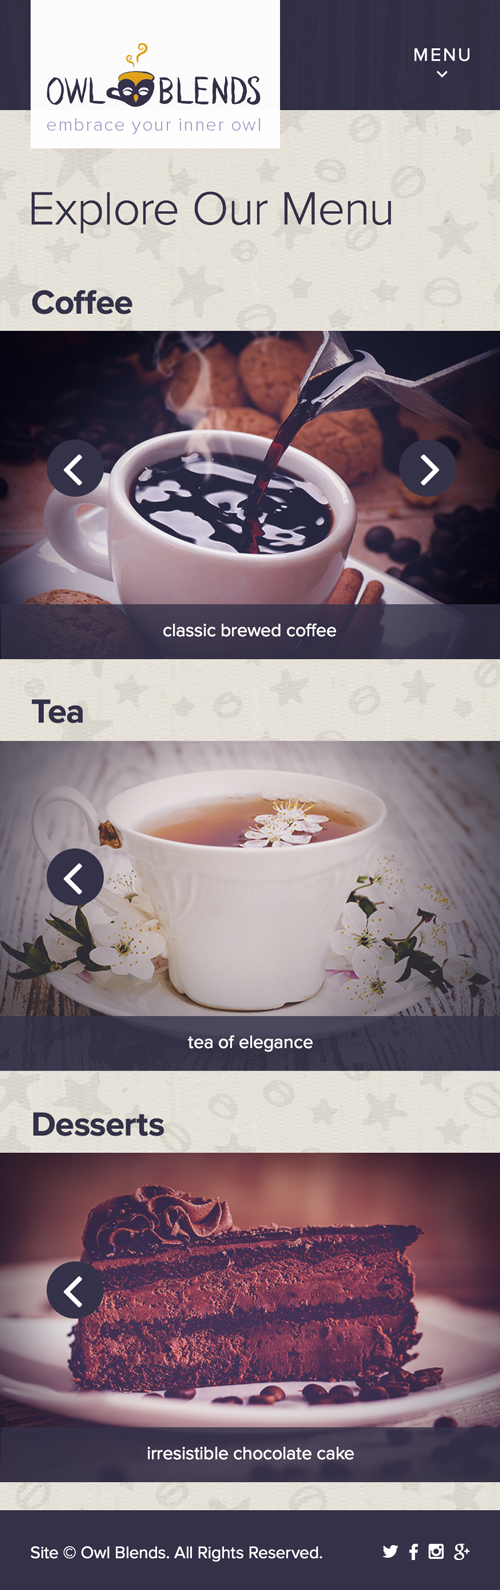 OWL BLENDS
embrace your inner owl
MENU
Explore Our Menu
Coffee
classic brewed coffee
Tea
tea of elegance
Desserts
irresistible chocolate cake
Site © Owl Blends. All Rights Reserved.